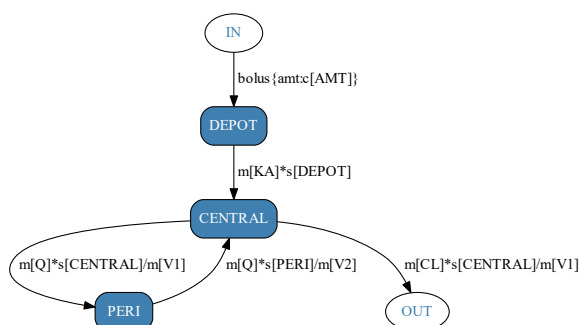 IN
bolus{amt:c[AMT]}
DEPOT
m[KA]*s[DEPOT]
CENTRAL
m[Q]*s[CENTRAL]/m[V1]
m[Q]*s[PERI]/m[V2]
m[CL]*s[CENTRAL]/m[V1]
PERI
OUT